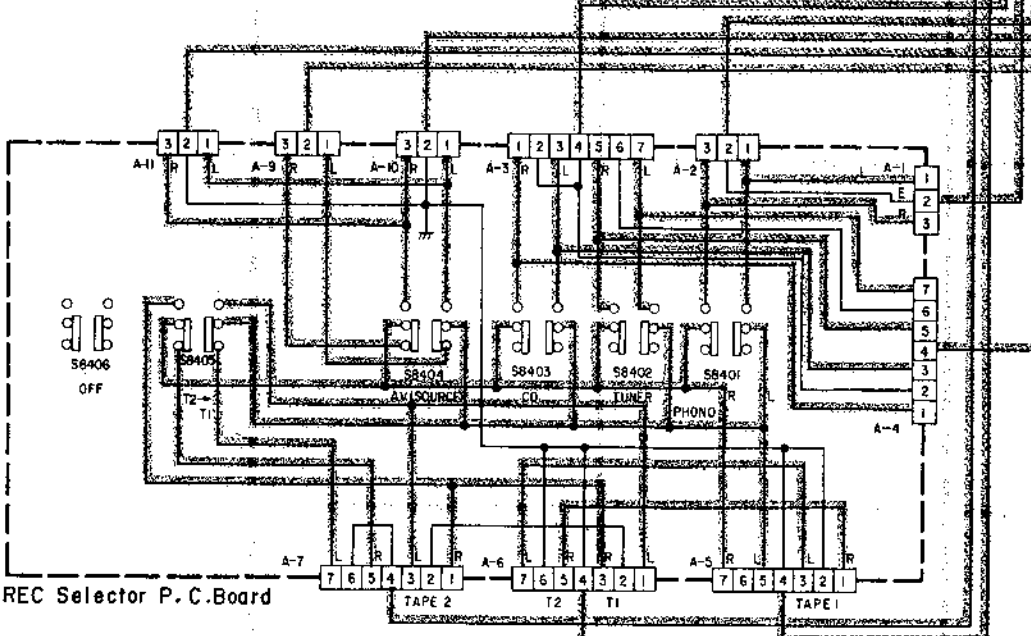 3 2 1
3 2 1
3 2 1
1 2 3 4 5 6 7
3 2 1
A-11 R L
A-9 R L
A-10 R L
A-3 R L R L
A-2 R L
A-1
L 1
E 2
R 3
7
6
5
4
3
2
1
A-4
S8406
OFF
S8405
T2→
T1
S8404
AV(SOURCE)
S8403
CD
S8402
TUNER
S8401
PHONO
R L
L R L R
L R R L
R L L R
A-7
7 6 5 4 3 2 1
TAPE 2
A-6
7 6 5 4 3 2 1
T2 T1
A-5
7 6 5 4 3 2 1
TAPE 1
REC Selector P.C.Board